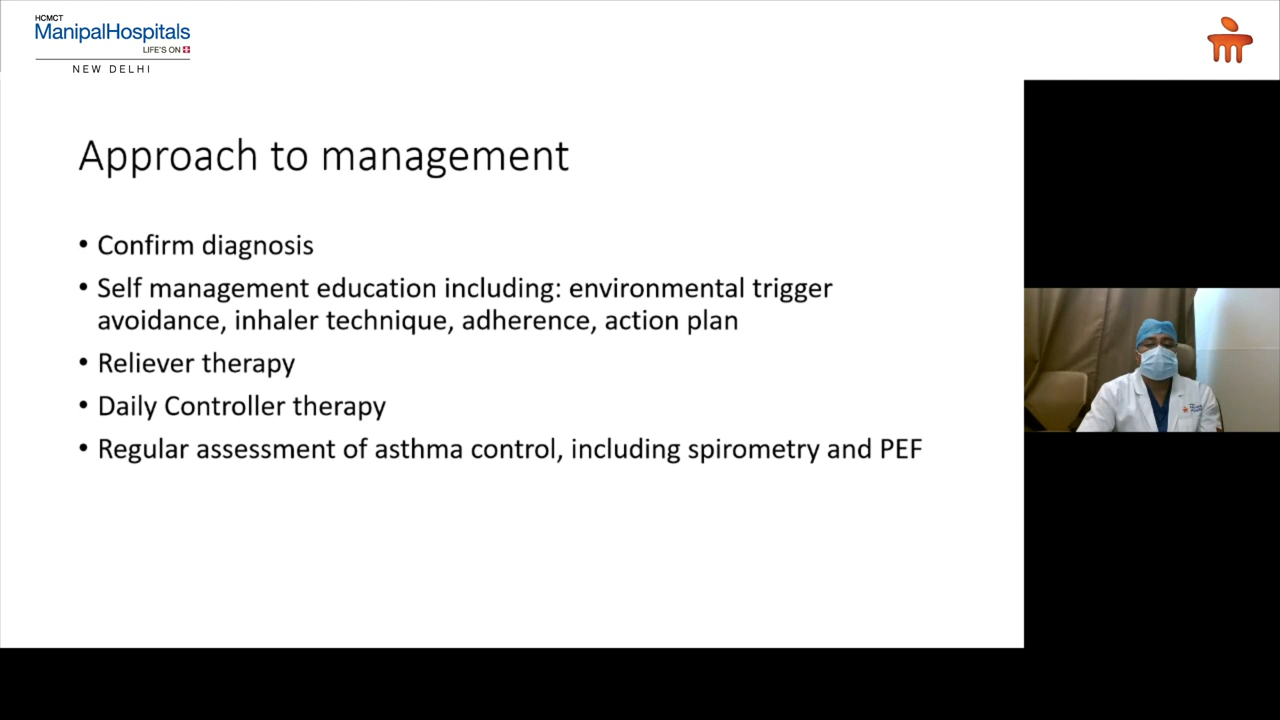 HCMCT
ManipalHospitals
LIFE'S ON
NEW DELHI
Approach to management
• Confirm diagnosis
• Self management education including: environmental trigger
avoidance, inhaler technique, adherence, action plan
• Reliever therapy
• Daily Controller therapy
• Regular assessment of asthma control, including spirometry and PEF